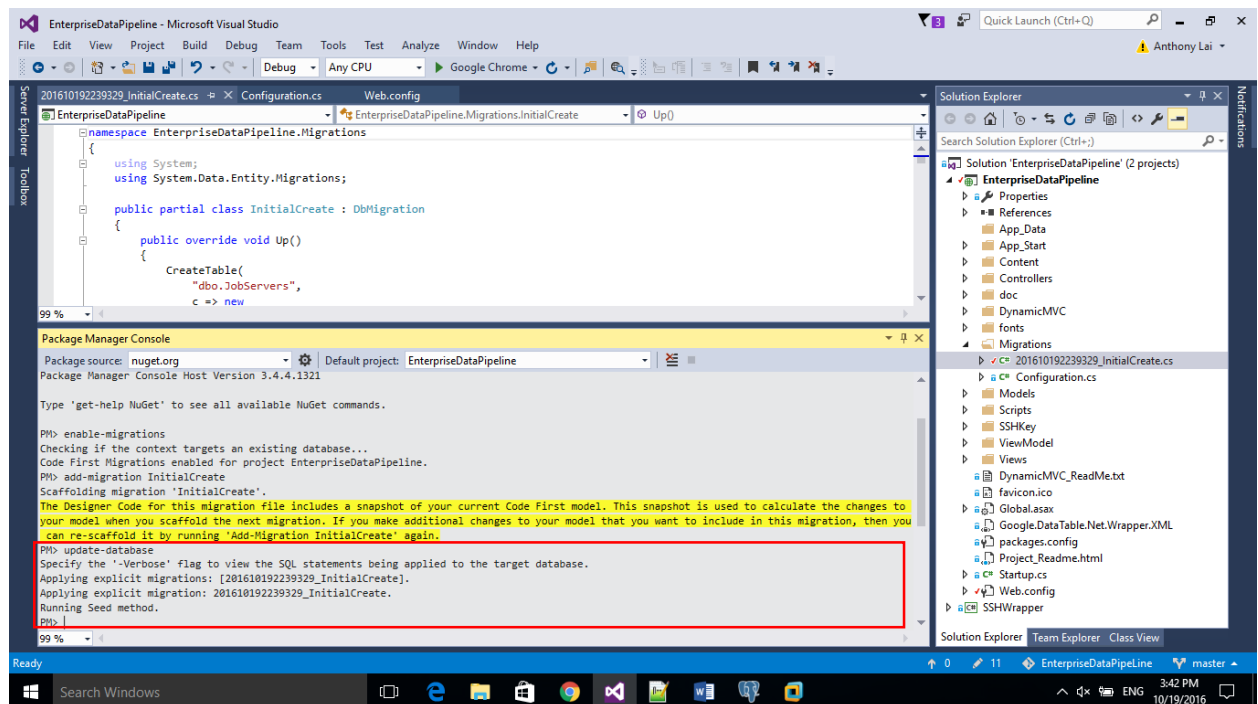 EnterpriseDataPipeline - Microsoft Visual Studio
3
Quick Launch (Ctrl+Q)
File Edit View Project Build Debug Team Tools Test Analyze Window Help
Anthony Lai
Debug Any CPU Google Chrome
Server Explorer
Toolbox
201610192239329_InitialCreate.cs Configuration.cs Web.config
EnterpriseDataPipeline EnterpriseDataPipeline.Migrations.InitialCreate Up()
namespace EnterpriseDataPipeline.Migrations
{
using System;
using System.Data.Entity.Migrations;
public partial class InitialCreate : DbMigration
{
public override void Up()
{
CreateTable(
"dbo.JobServers",
c => new
99 %
Package Manager Console
Package source: nuget.org Default project: EnterpriseDataPipeline
Package Manager Console Host Version 3.4.4.1321
Type 'get-help NuGet' to see all available NuGet commands.
PM> enable-migrations
Checking if the context targets an existing database...
Code First Migrations enabled for project EnterpriseDataPipeline.
PM> add-migration InitialCreate
Scaffolding migration 'InitialCreate'.
The Designer Code for this migration file includes a snapshot of your current Code First model. This snapshot is used to calculate the changes to
your model when you scaffold the next migration. If you make additional changes to your model that you want to include in this migration, then you
can re-scaffold it by running 'Add-Migration InitialCreate' again.
PM> update-database
Specify the '-Verbose' flag to view the SQL statements being applied to the target database.
Applying explicit migrations: [201610192239329_InitialCreate].
Applying explicit migration: 201610192239329_InitialCreate.
Running Seed method.
PM>
99 %
Solution Explorer
Search Solution Explorer (Ctrl+;)
Solution 'EnterpriseDataPipeline' (2 projects)
EnterpriseDataPipeline
Properties
References
App_Data
App_Start
Content
Controllers
doc
DynamicMVC
fonts
Migrations
C# 201610192239329_InitialCreate.cs
C# Configuration.cs
Models
Scripts
SSHKey
ViewModel
Views
DynamicMVC_ReadMe.txt
favicon.ico
Global.asax
Google.DataTable.Net.Wrapper.XML
packages.config
Project_Readme.html
C# Startup.cs
Web.config
C# SSHWrapper
Solution Explorer Team Explorer Class View
Notifications
Ready
0 11 EnterpriseDataPipeLine master
Search Windows
ENG
3:42 PM
10/19/2016